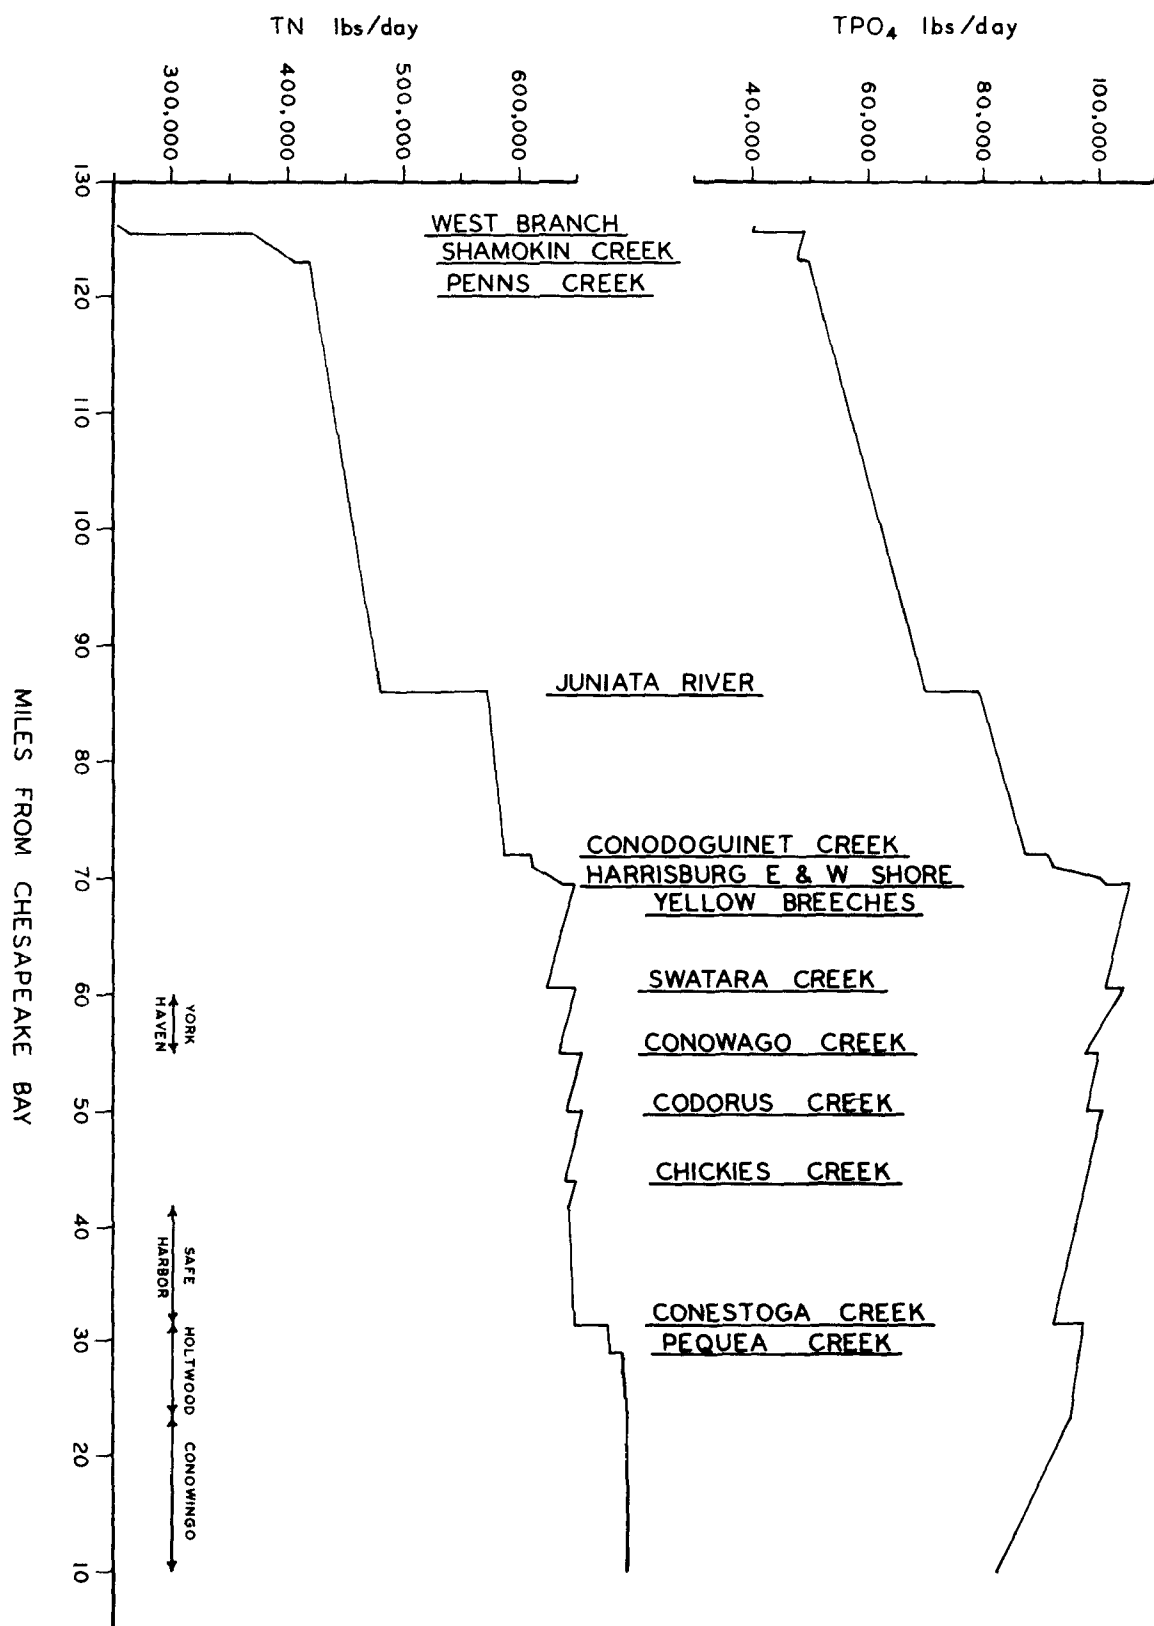 TN lbs/day
TPO₄ lbs/day
300,000
400,000
500,000
600,000
40,000
60,000
80,000
100,000
130
120
110
100
90
80
70
60
50
40
30
20
10
MILES FROM CHESAPEAKE BAY
WEST BRANCH
SHAMOKIN CREEK
PENNS CREEK
JUNIATA RIVER
CONODOGUINET CREEK
HARRISBURG E & W SHORE
YELLOW BREECHES
SWATARA CREEK
CONOWAGO CREEK
CODORUS CREEK
CHICKIES CREEK
CONESTOGA CREEK
PEQUEA CREEK
YORK
HAVEN
SAFE
HARBOR
HOLTWOOD
CONOWINGO